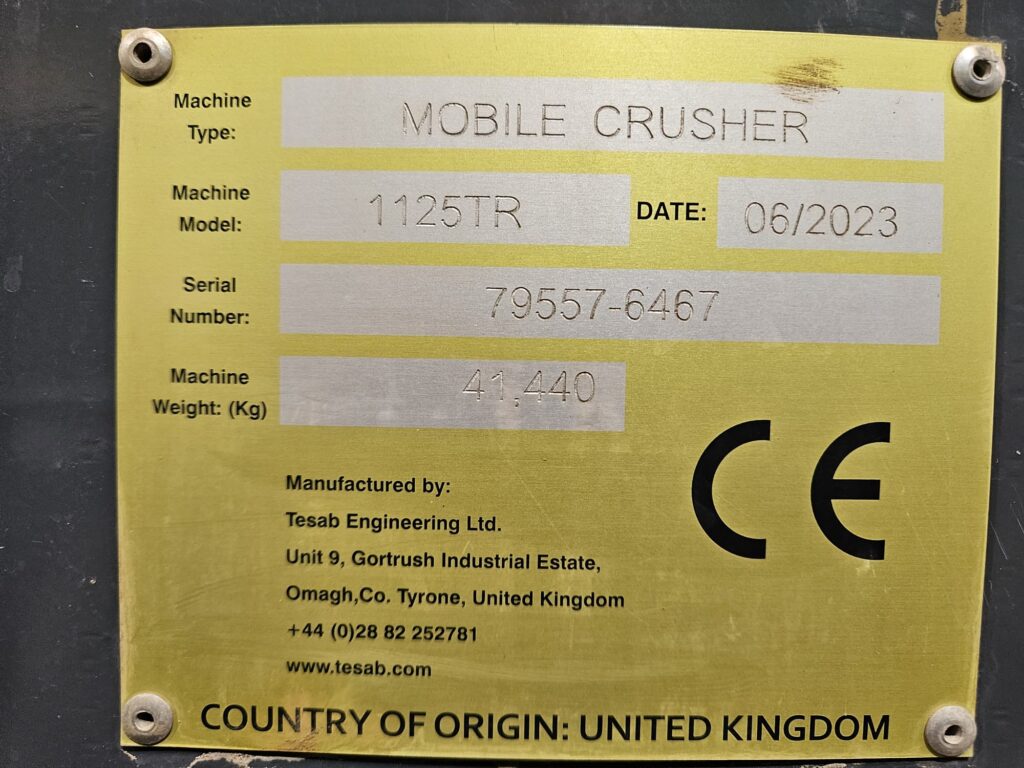 Machine Type: MOBILE CRUSHER
Machine Model: 1125TR DATE: 06/2023
Serial Number: 79557-6467
Machine Weight: (Kg) 41,440
Manufactured by:
Tesab Engineering Ltd.
Unit 9, Gortrush Industrial Estate,
Omagh,Co. Tyrone, United Kingdom
+44 (0)28 82 252781
www.tesab.com
CE
COUNTRY OF ORIGIN: UNITED KINGDOM